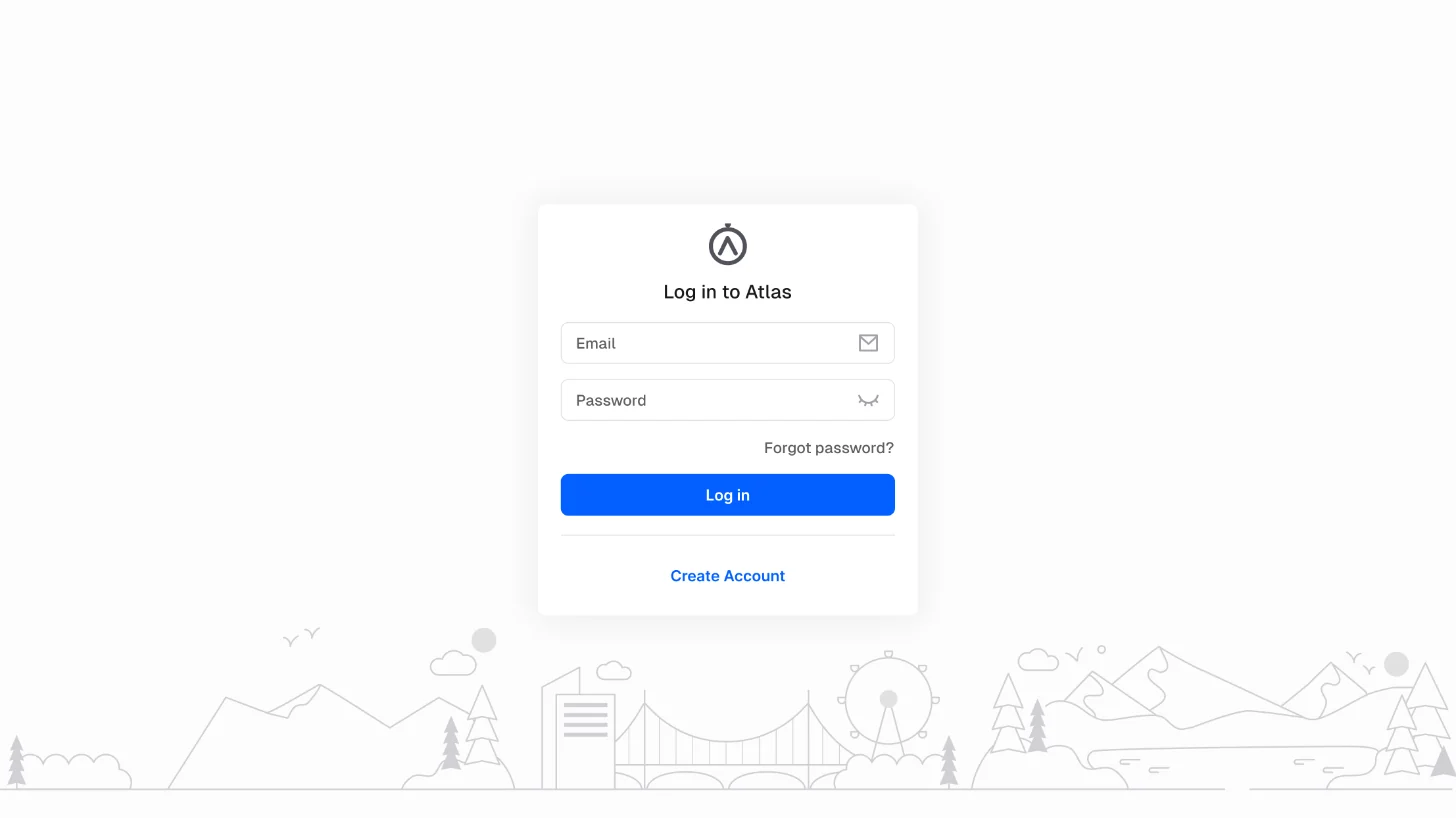 Log in to Atlas
Email
Password
Forgot password?
Log in
Create Account